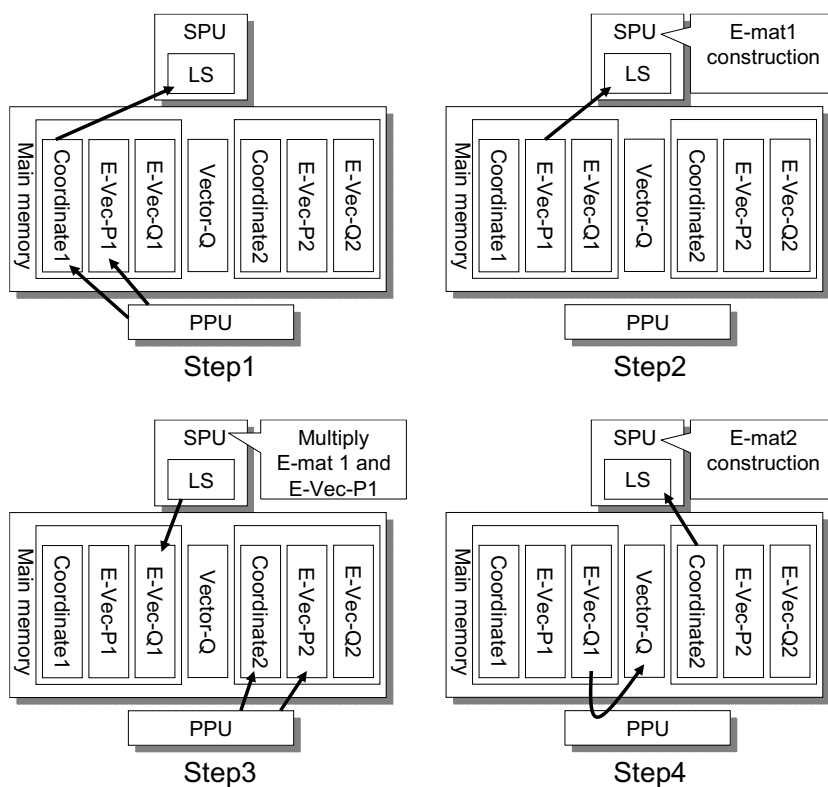 SPU
LS
Main memory
Coordinate1
E-Vec-P1
E-Vec-Q1
Vector-Q
Coordinate2
E-Vec-P2
E-Vec-Q2
PPU
Step1
SPU
E-mat1
construction
LS
Main memory
Coordinate1
E-Vec-P1
E-Vec-Q1
Vector-Q
Coordinate2
E-Vec-P2
E-Vec-Q2
PPU
Step2
SPU
Multiply
E-mat 1 and
E-Vec-P1
LS
Main memory
Coordinate1
E-Vec-P1
E-Vec-Q1
Vector-Q
Coordinate2
E-Vec-P2
E-Vec-Q2
PPU
Step3
SPU
E-mat2
construction
LS
Main memory
Coordinate1
E-Vec-P1
E-Vec-Q1
Vector-Q
Coordinate2
E-Vec-P2
E-Vec-Q2
PPU
Step4